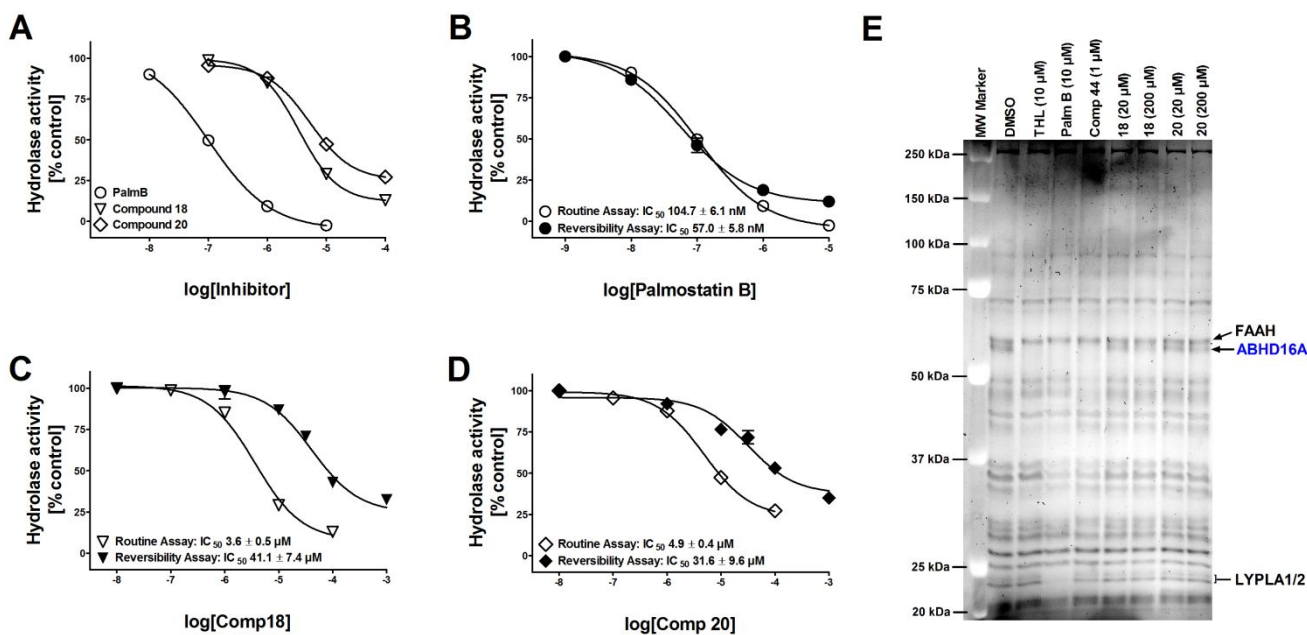 A
Hydrolase activity
[% control]
100
75
50
25
0
PalmB
Compound 18
Compound 20
-8
-7
-6
-5
-4
log[Inhibitor]
B
Hydrolase activity
[% control]
100
75
50
25
0
Routine Assay: IC50 104.7 ± 6.1 nM
Reversibility Assay: IC50 57.0 ± 5.8 nM
-9
-8
-7
-6
-5
log[Palmostatin B]
C
Hydrolase activity
[% control]
100
75
50
25
0
Routine Assay: IC50 3.6 ± 0.5 µM
Reversibility Assay: IC50 41.1 ± 7.4 µM
-8
-7
-6
-5
-4
-3
log[Comp18]
D
Hydrolase activity
[% control]
100
75
50
25
0
Routine Assay: IC50 4.9 ± 0.4 µM
Reversibility Assay: IC50 31.6 ± 9.6 µM
-8
-7
-6
-5
-4
-3
log[Comp 20]
E
MW Marker
DMSO
THL (10 µM)
Palm B (10 µM)
Comp 44 (1 µM)
18 (20 µM)
18 (200 µM)
20 (20 µM)
20 (200 µM)
250 kDa
150 kDa
100 kDa
75 kDa
50 kDa
37 kDa
25 kDa
20 kDa
FAAH
ABHD16A
LYPLA1/2